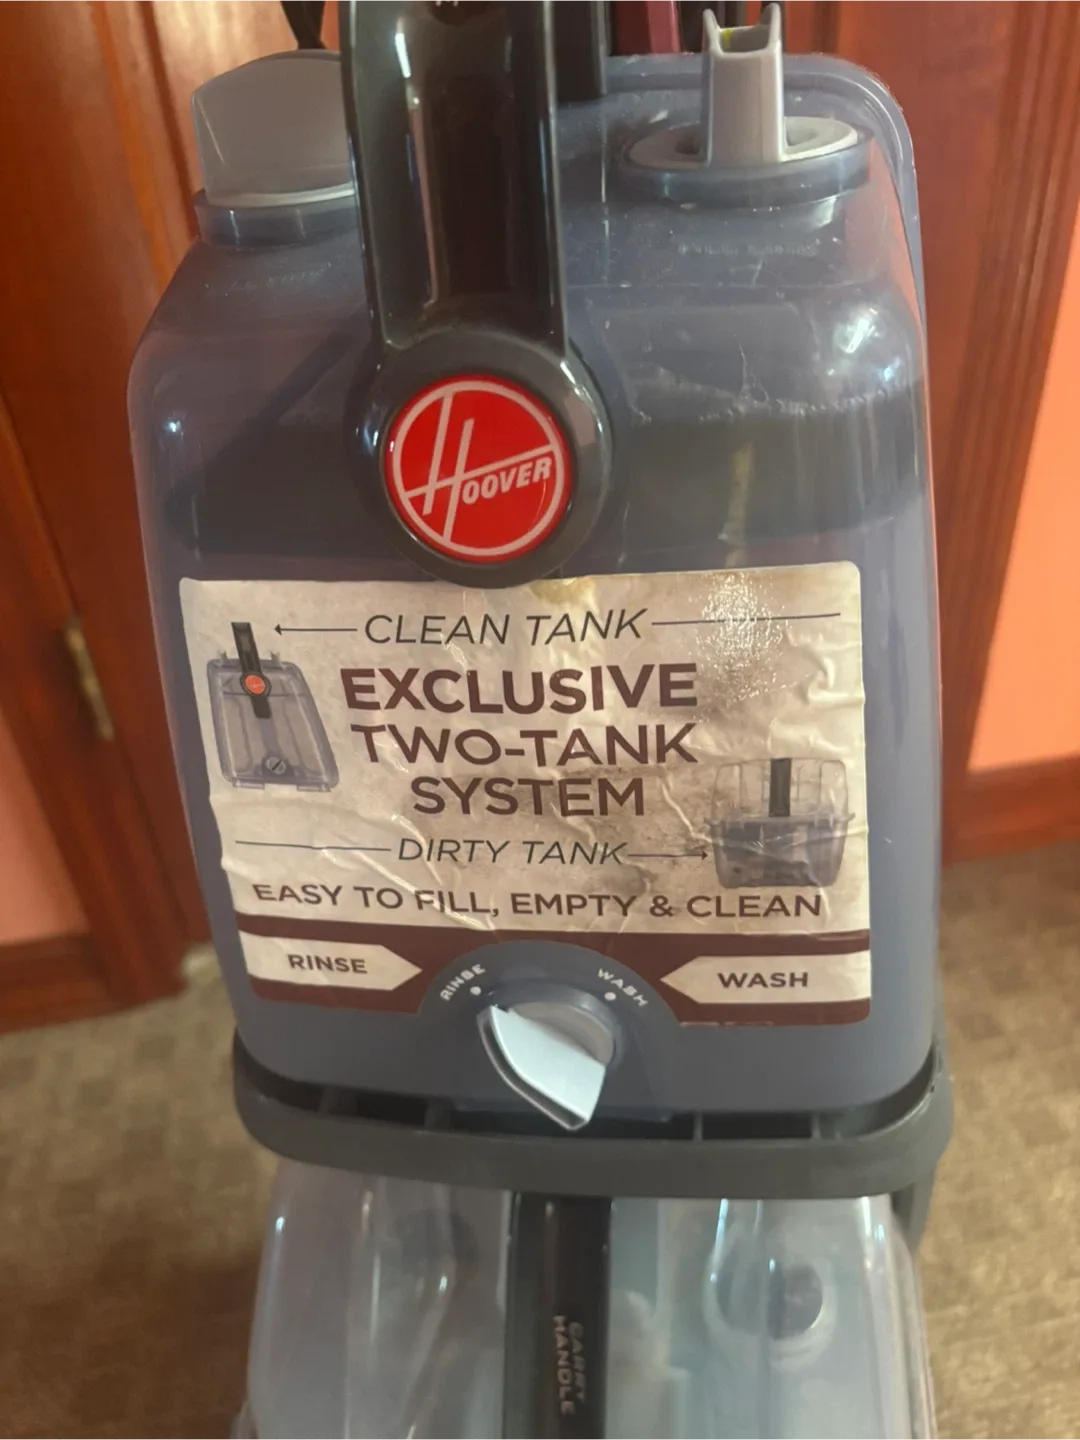 HOOVER
CLEAN TANK
EXCLUSIVE
TWO-TANK
SYSTEM
DIRTY TANK
EASY TO FILL, EMPTY & CLEAN
RINSE
RINSE
WASH
WASH
CARRY
HANDLE